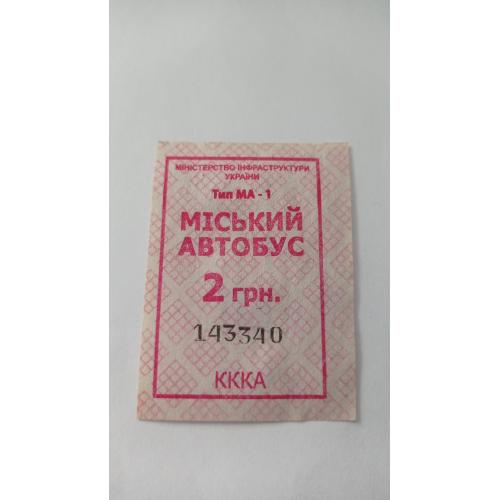 МІНІСТЕРСТВО ІНФРАСТРУКТУРИ
УКРАЇНИ
Тип МА - 1
МІСЬКИЙ
АВТОБУС
2 грн.
143340
КККА